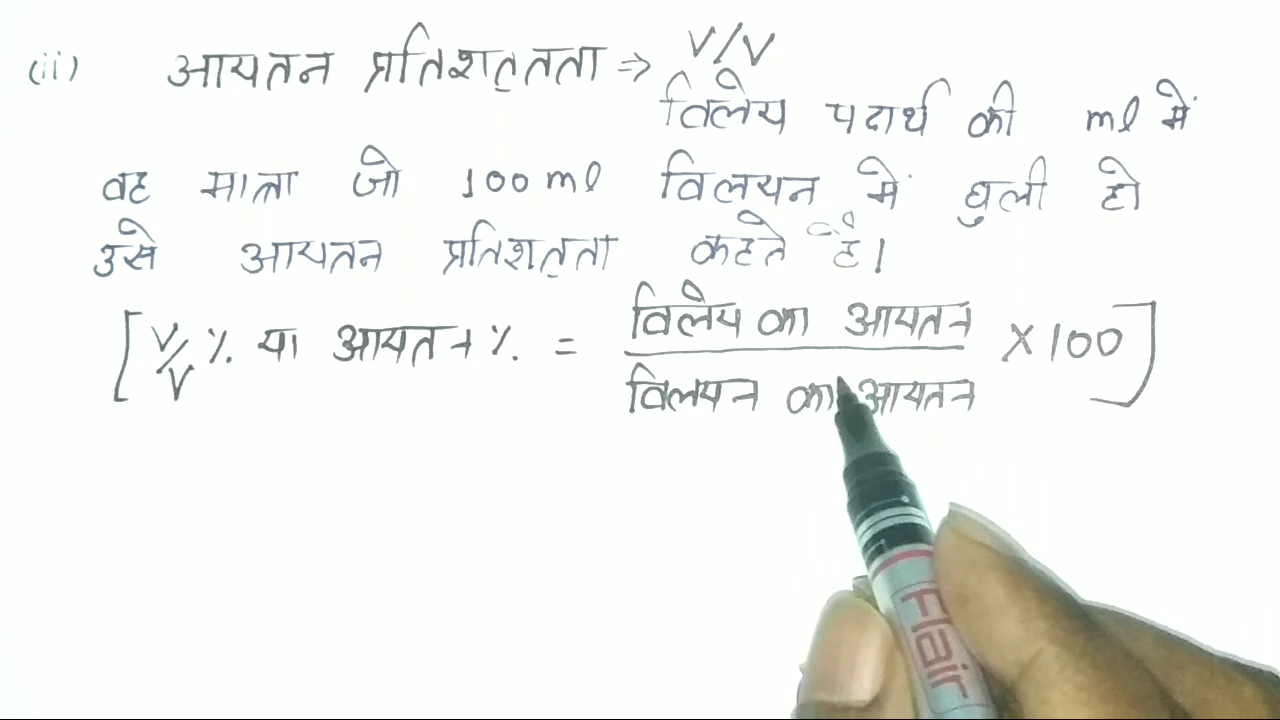 (ii) आयतन प्रतिशततता ⇒ V/V
विलेय पदार्थ की ml में
वह मात्रा जो 100 ml विलयन में घुली हो
उसे आयतन प्रतिशतता कहते हैं।
[V/V % या आयतन % = विलेय का आयतन / विलयन का आयतन × 100]
Flair